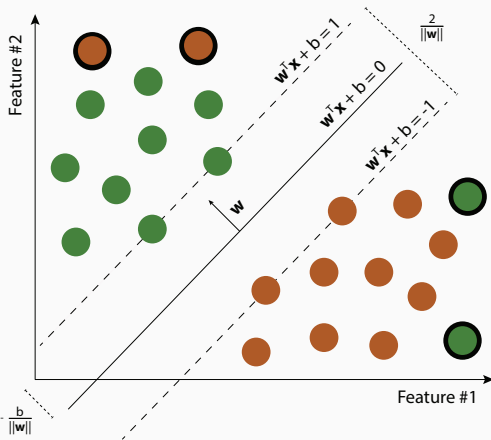 Feature #2
wᵀx + b = 1
2
||w||
wᵀx + b = 0
wᵀx + b = -1
w
Feature #1
b
||w||